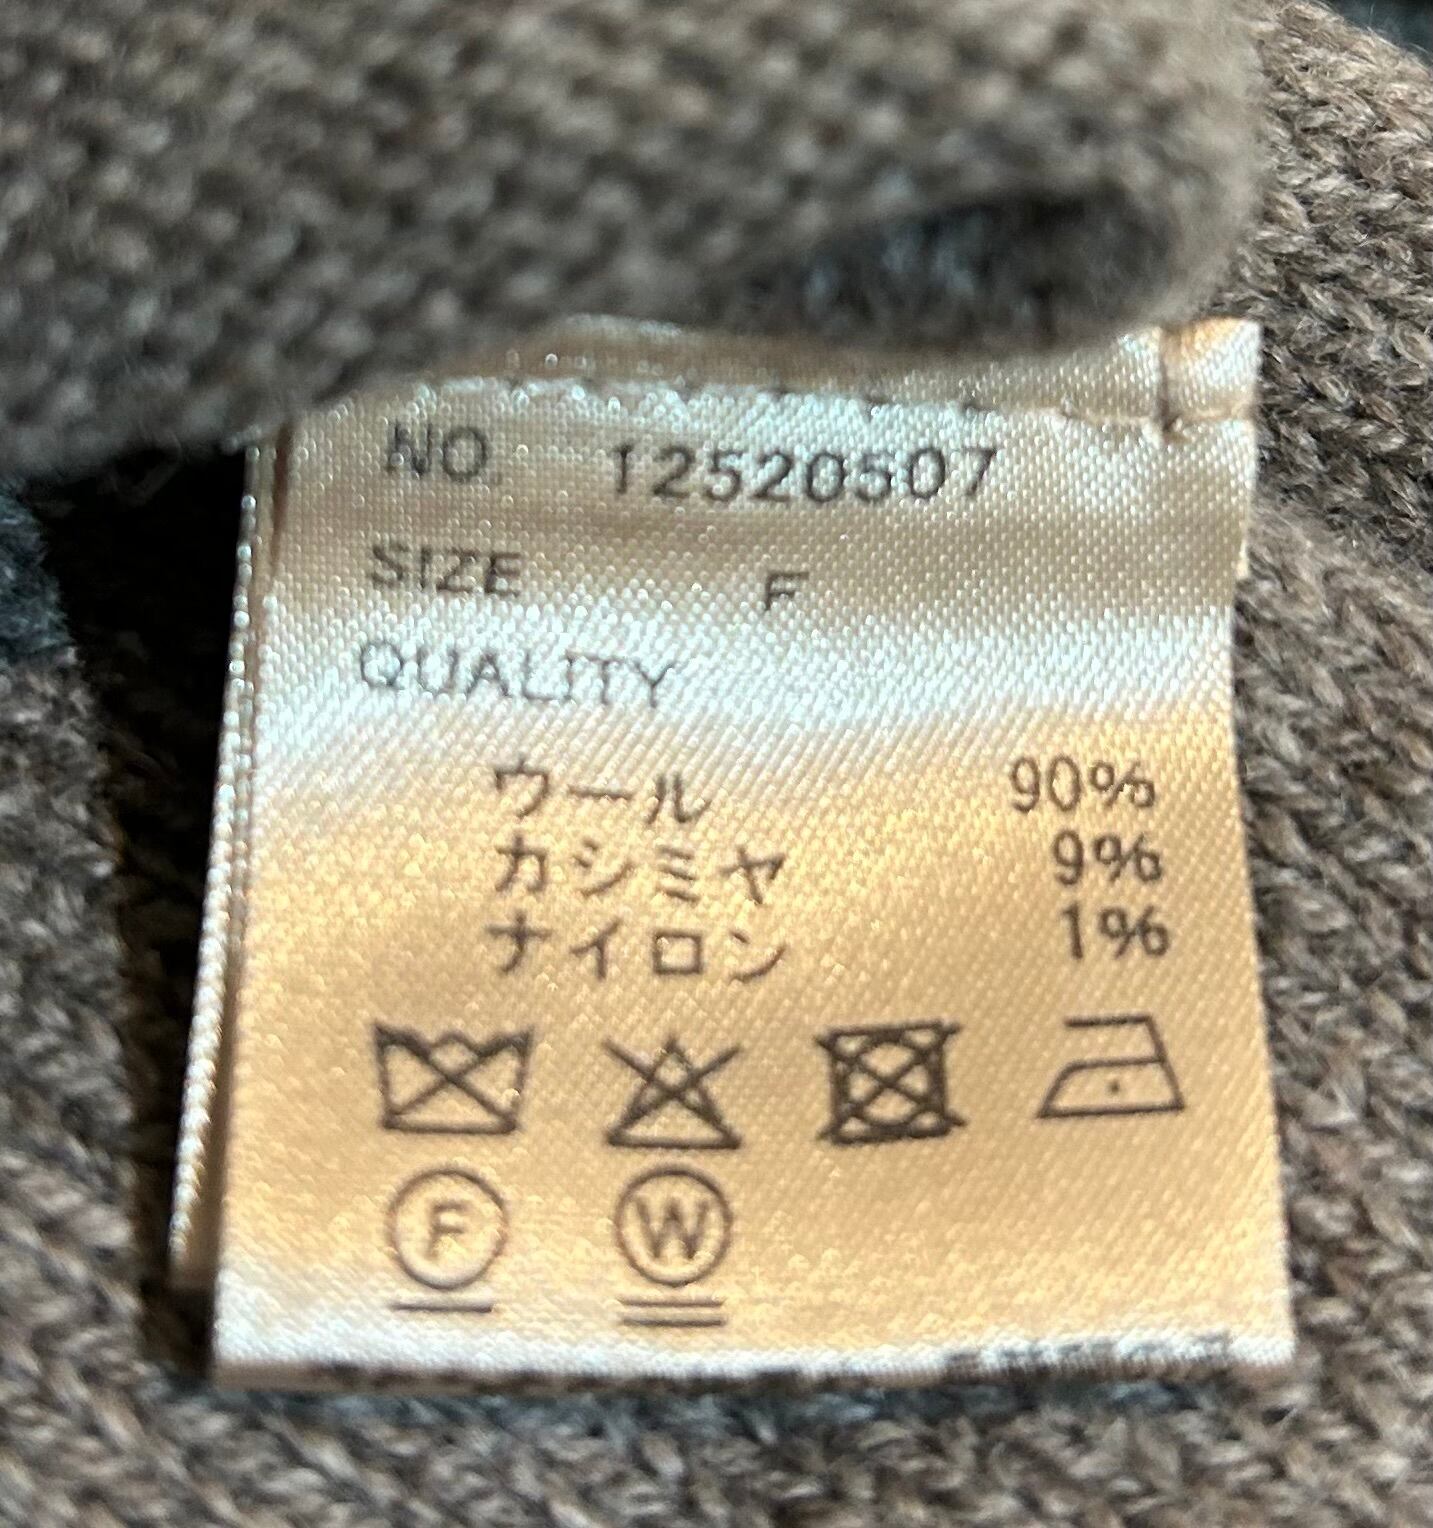 NO 12520507
SIZE F
QUALITY
ウール 90%
カシミヤ 9%
ナイロン 1%
F W